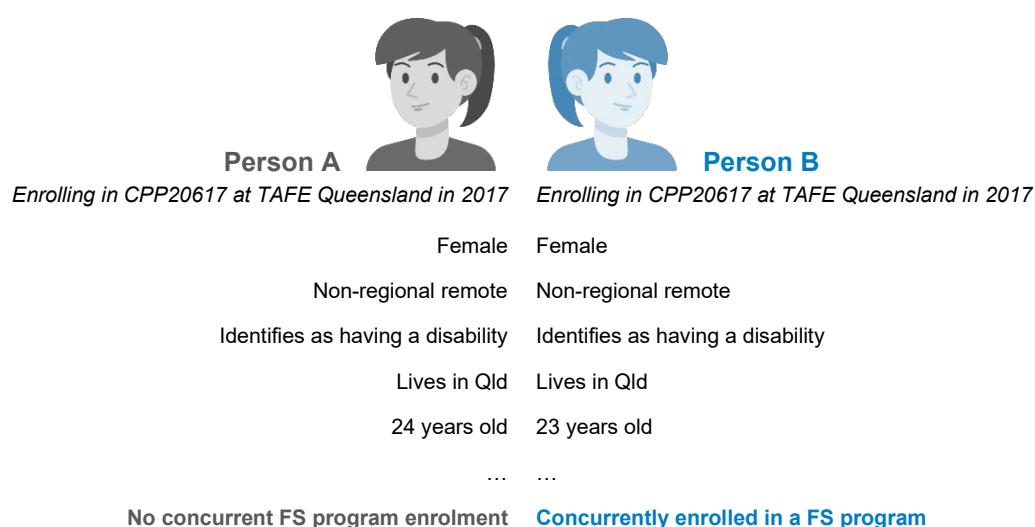 Person A Person B
Enrolling in CPP20617 at TAFE Queensland in 2017 Enrolling in CPP20617 at TAFE Queensland in 2017
Female Female
Non-regional remote Non-regional remote
Identifies as having a disability Identifies as having a disability
Lives in Qld Lives in Qld
24 years old 23 years old
… …
No concurrent FS program enrolment Concurrently enrolled in a FS program